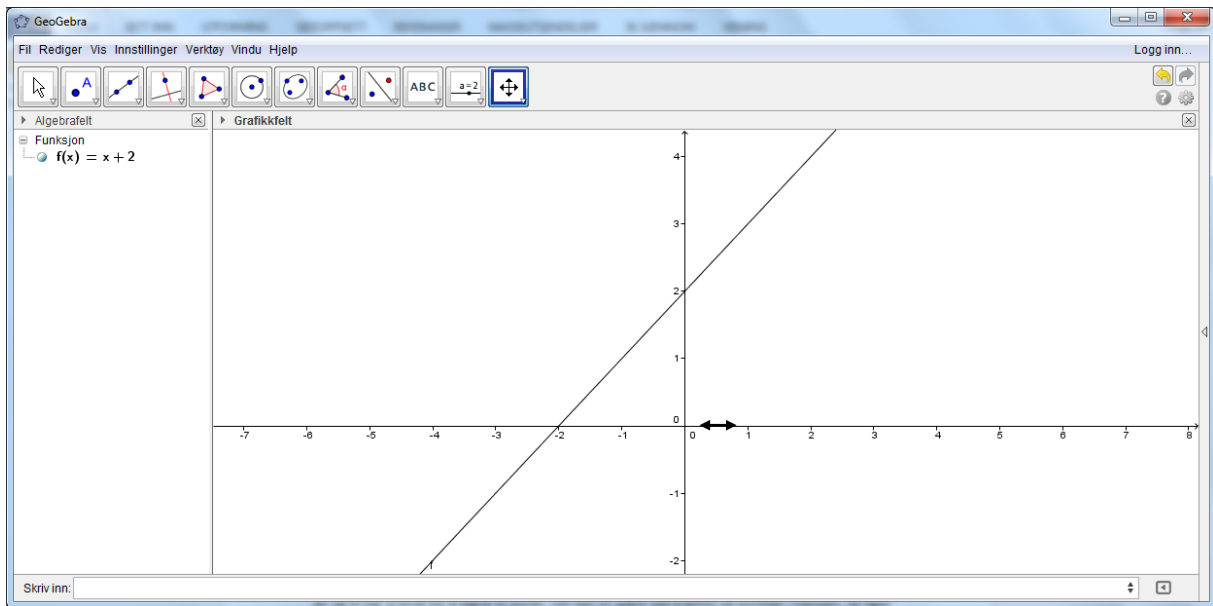 GeoGebra
Fil Rediger Vis Innstillinger Verktøy Vindu Hjelp
Logg inn...
A
α
ABC
a=2
Algebrafelt
Grafikkfelt
Funksjon
f(x) = x + 2
4
3
2
1
0
-7 -6 -5 -4 -3 -2 -1 0 1 2 3 4 5 6 7 8
-1
-2
f
Skriv inn: